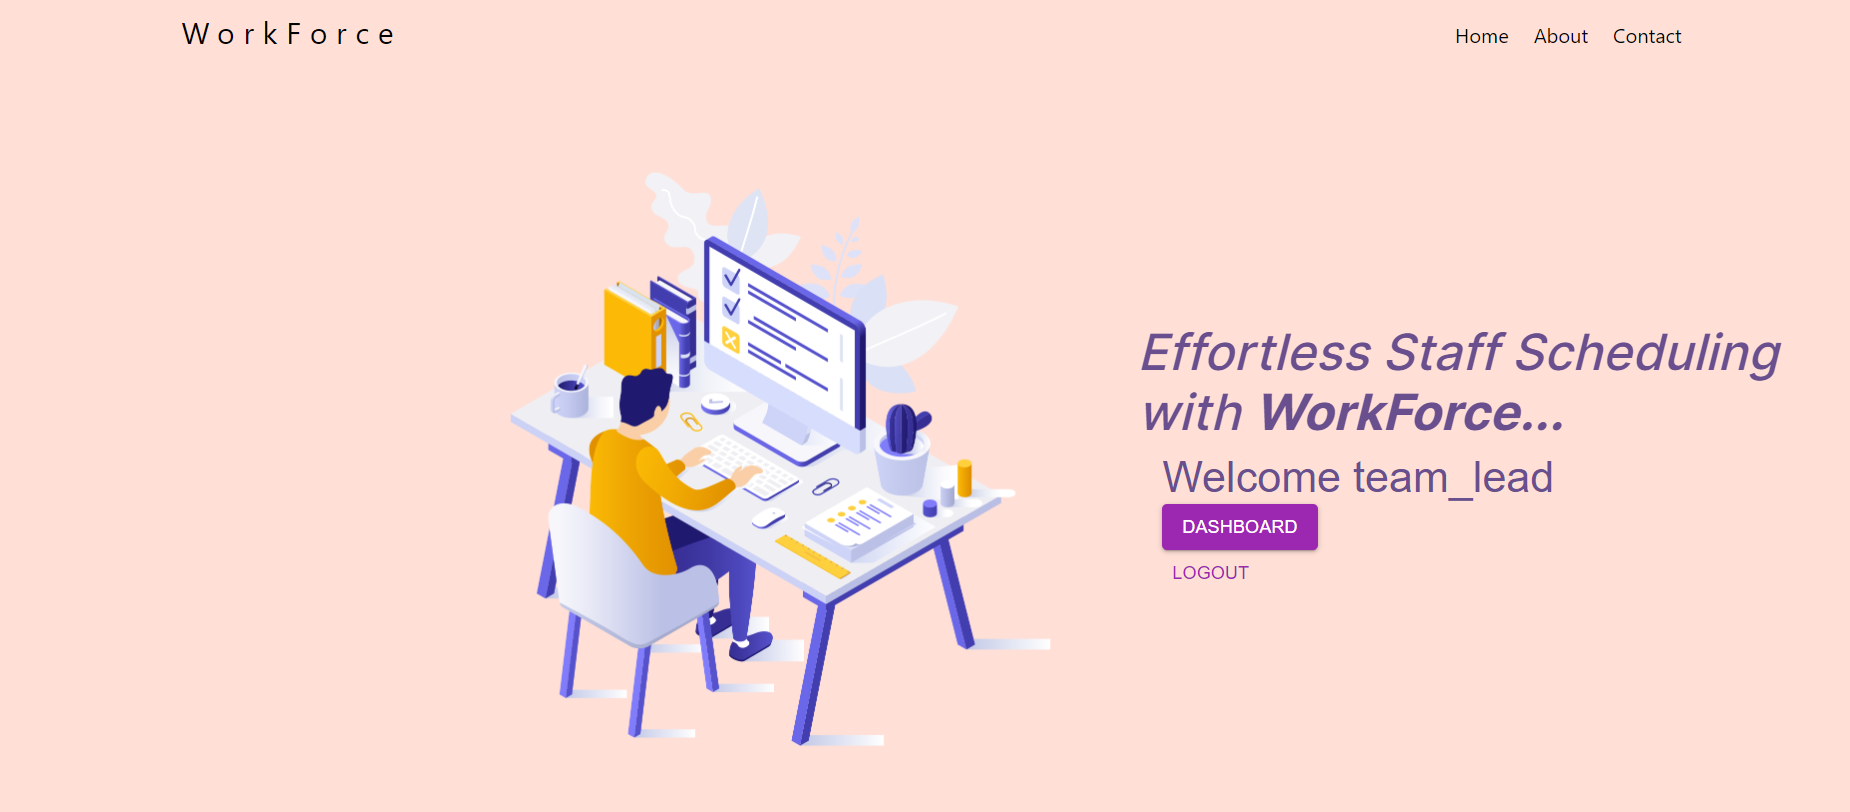 WorkForce
Home About Contact
Effortless Staff Scheduling
with WorkForce...
Welcome team_lead
DASHBOARD
LOGOUT